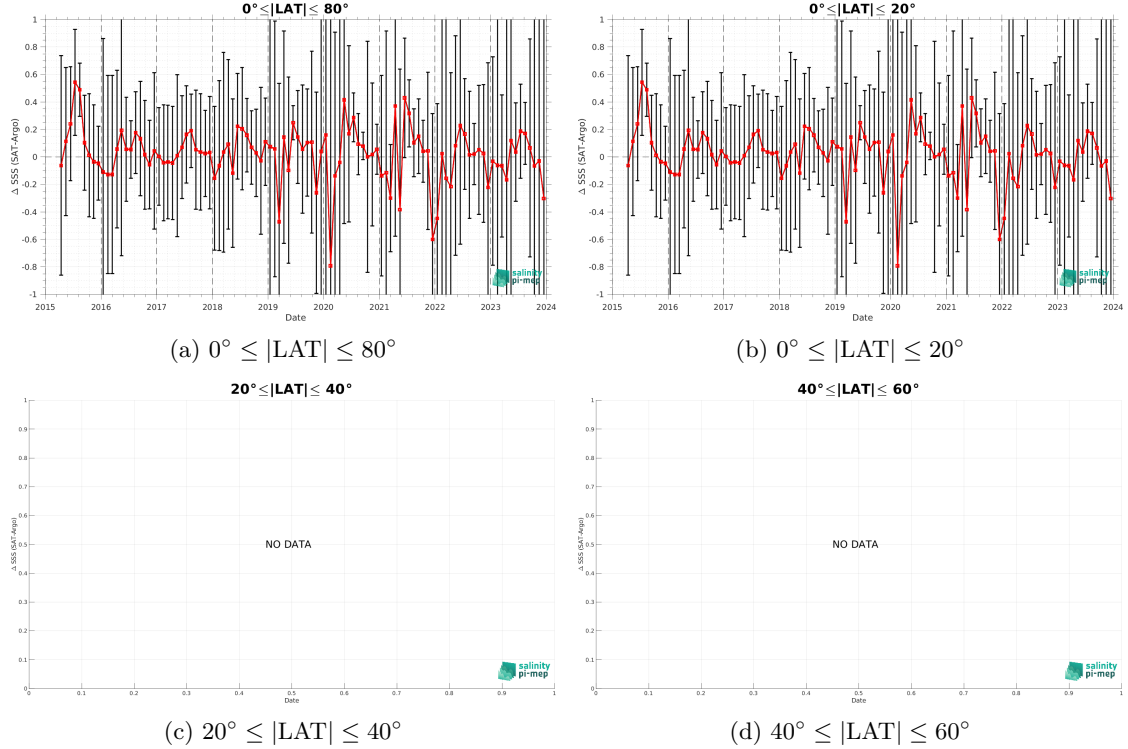 0°≤|LAT|≤ 80°
Δ SSS (SAT-Argo)
1
0.8
0.6
0.4
0.2
0
-0.2
-0.4
-0.6
-0.8
-1
2015 2016 2017 2018 2019 2020 2021 2022 2023 2024
Date
salinity
pi-mep
(a) 0° ≤ |LAT| ≤ 80°
0°≤|LAT|≤ 20°
Δ SSS (SAT-Argo)
1
0.8
0.6
0.4
0.2
0
-0.2
-0.4
-0.6
-0.8
-1
2015 2016 2017 2018 2019 2020 2021 2022 2023 2024
Date
salinity
pi-mep
(b) 0° ≤ |LAT| ≤ 20°
20°≤|LAT|≤ 40°
Δ SSS (SAT-Argo)
1
0.9
0.8
0.7
0.6
0.5
0.4
0.3
0.2
0.1
0
NO DATA
0 0.1 0.2 0.3 0.4 0.5 0.6 0.7 0.8 0.9 1
Date
salinity
pi-mep
(c) 20° ≤ |LAT| ≤ 40°
40°≤|LAT|≤ 60°
Δ SSS (SAT-Argo)
1
0.9
0.8
0.7
0.6
0.5
0.4
0.3
0.2
0.1
0
NO DATA
0 0.1 0.2 0.3 0.4 0.5 0.6 0.7 0.8 0.9 1
Date
salinity
pi-mep
(d) 40° ≤ |LAT| ≤ 60°